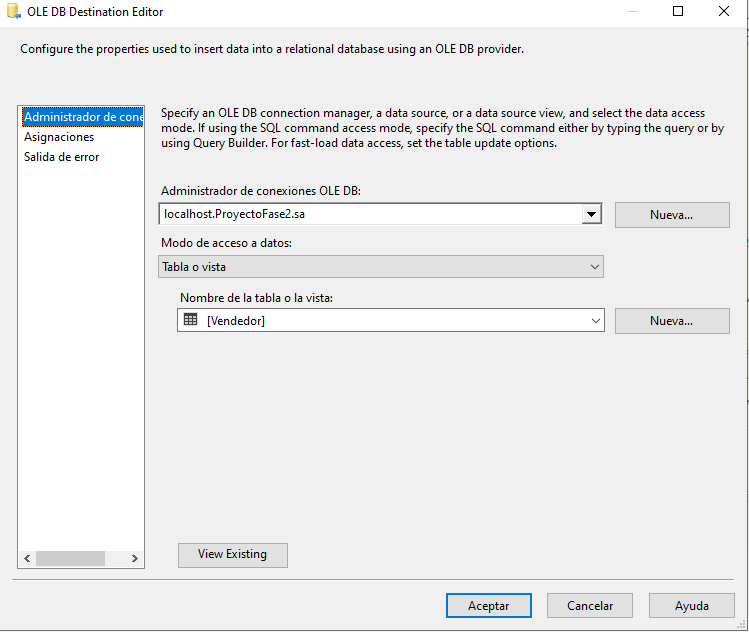 OLE DB Destination Editor
Configure the properties used to insert data into a relational database using an OLE DB provider.
Administrador de cone
Asignaciones
Salida de error
Specify an OLE DB connection manager, a data source, or a data source view, and select the data access
mode. If using the SQL command access mode, specify the SQL command either by typing the query or by
using Query Builder. For fast-load data access, set the table update options.
Administrador de conexiones OLE DB:
localhost.ProyectoFase2.sa
Nueva...
Modo de acceso a datos:
Tabla o vista
Nombre de la tabla o la vista:
[Vendedor]
Nueva...
View Existing
Aceptar
Cancelar
Ayuda